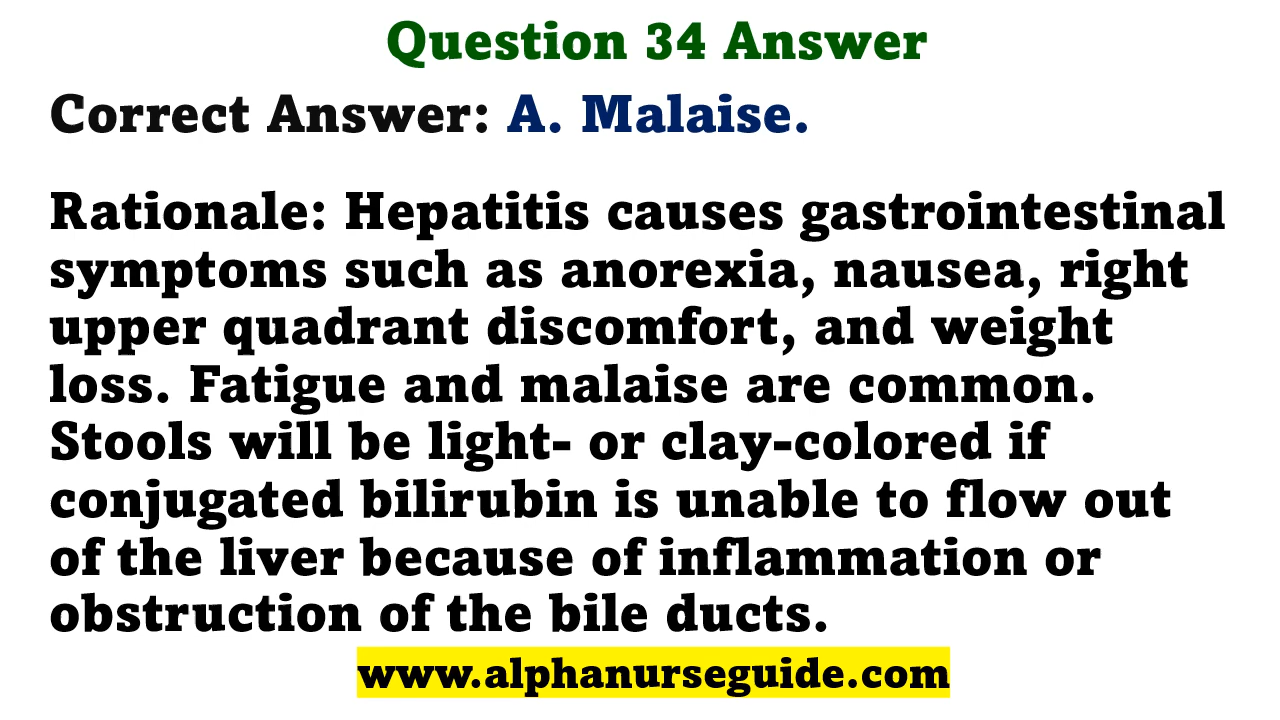 Question 34 Answer
Correct Answer: A. Malaise.
Rationale: Hepatitis causes gastrointestinal
symptoms such as anorexia, nausea, right
upper quadrant discomfort, and weight
loss. Fatigue and malaise are common.
Stools will be light- or clay-colored if
conjugated bilirubin is unable to flow out
of the liver because of inflammation or
obstruction of the bile ducts.
www.alphanurseguide.com